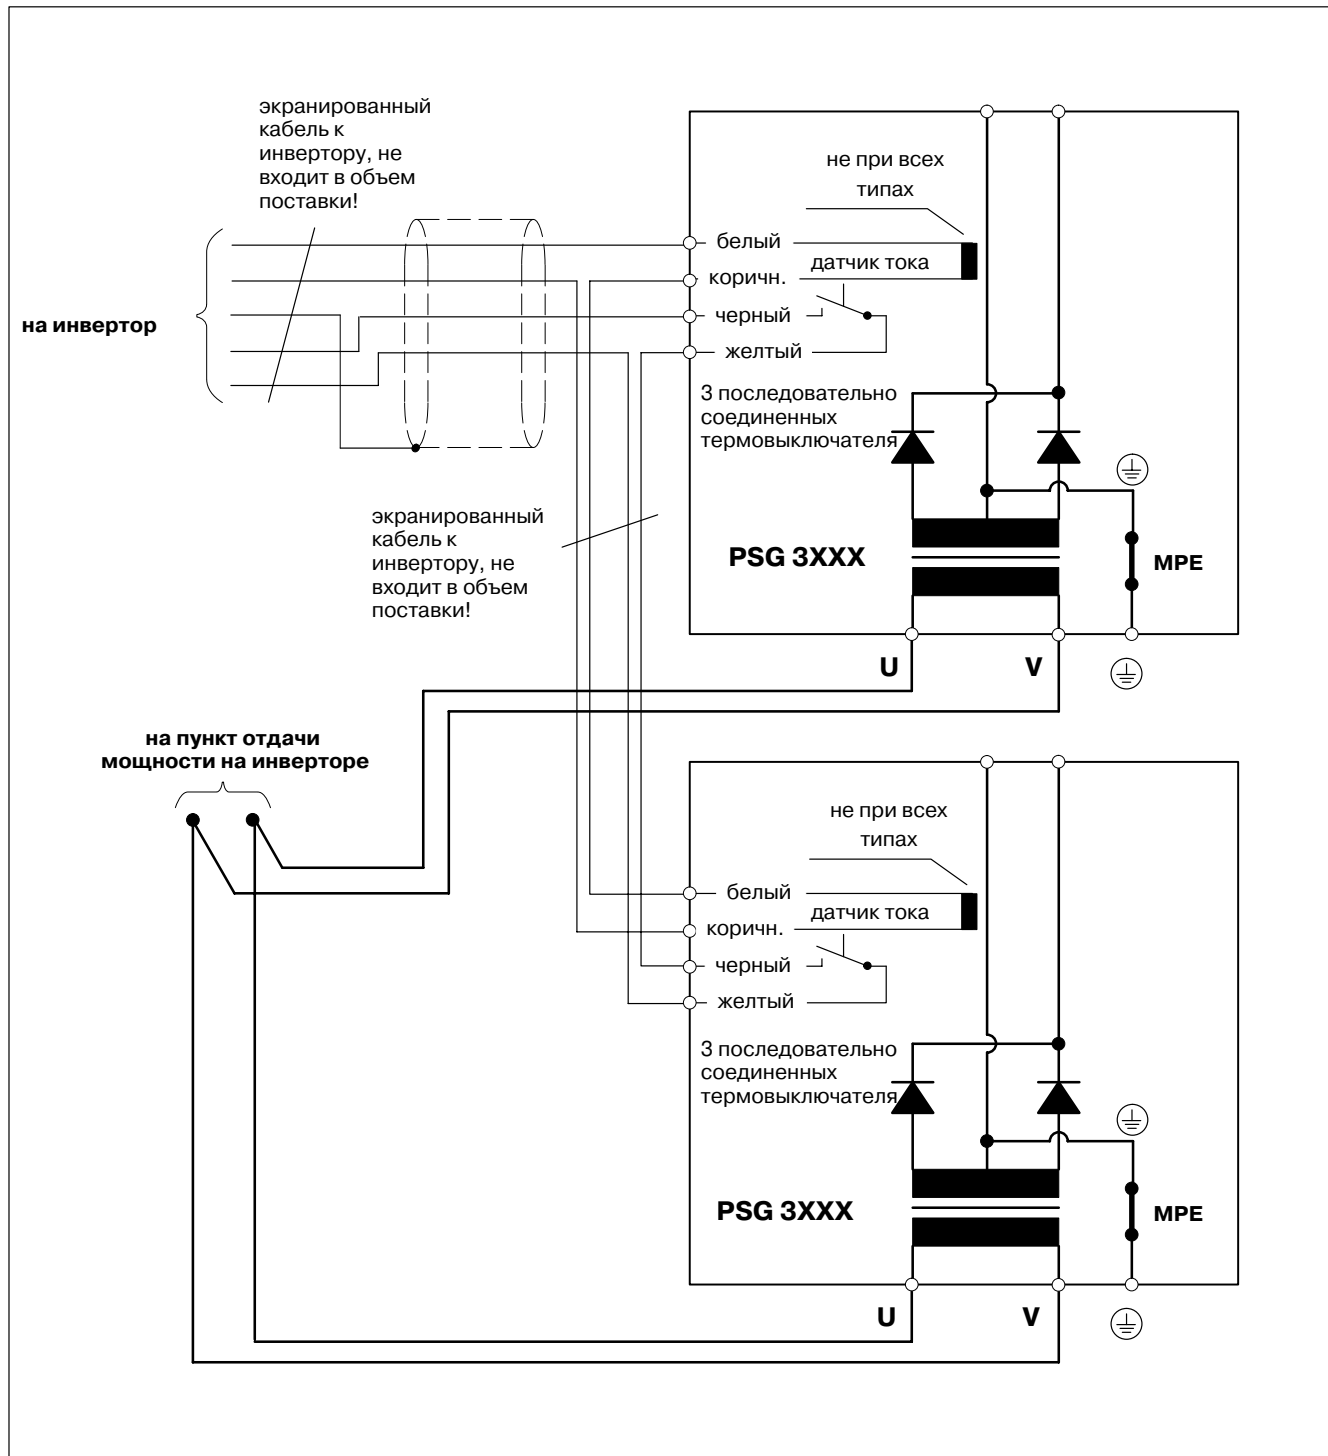 экранированный
кабель к
инвертору, не
входит в объем
поставки!
на инвертор
не при всех
типах
белый
датчик тока
коричн.
черный
желтый
3 последовательно
соединенных
термовыключателя
экранированный
кабель к
инвертору, не
входит в объем
поставки!
PSG 3XXX
MPE
U
V
на пункт отдачи
мощности на инверторе
не при всех
типах
белый
датчик тока
коричн.
черный
желтый
3 последовательно
соединенных
термовыключателя
PSG 3XXX
MPE
U
V